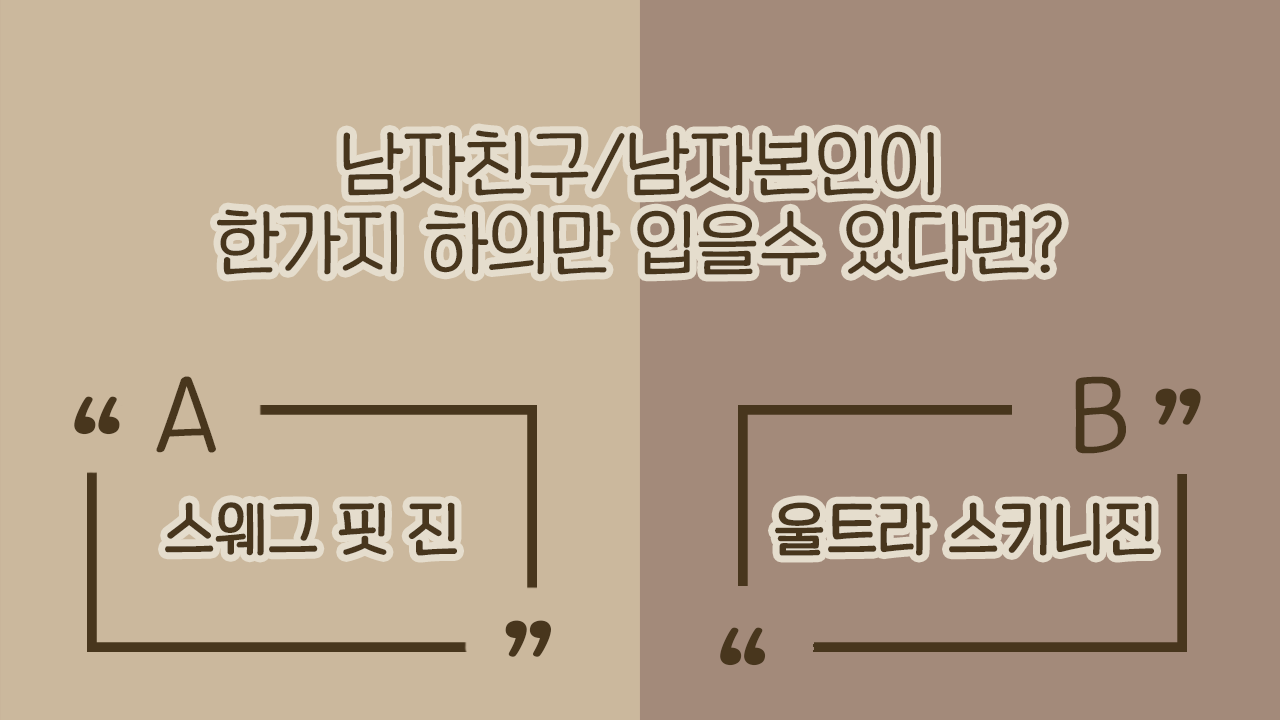 남자친구/남자본인이
한가지 하의만 입을수 있다면?
“ A
스웨그 핏 진
”
B ”
울트라 스키니진
“